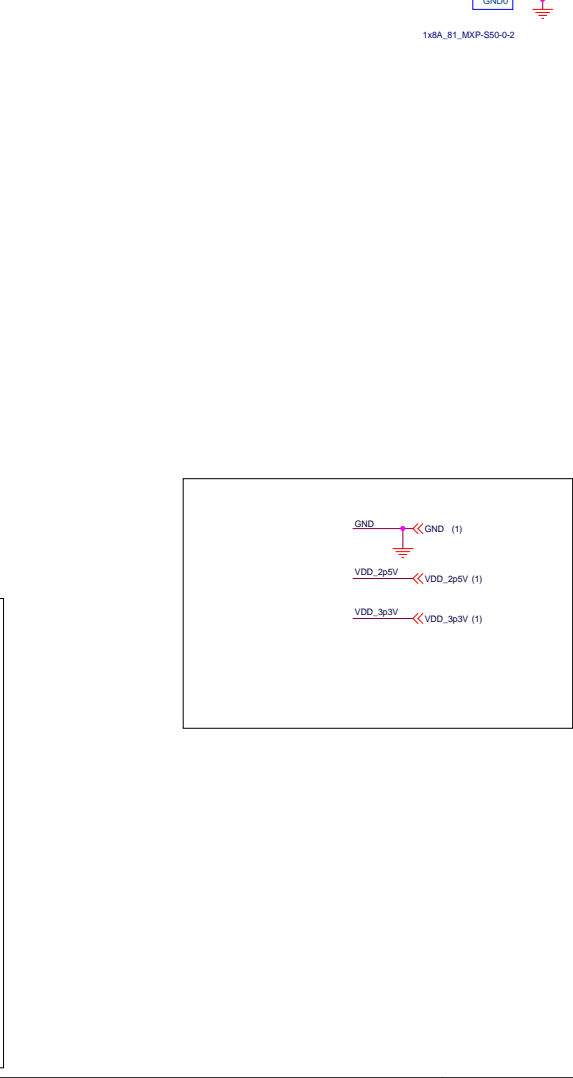 GND0
1x8A_81_MXP-S50-0-2
GND GND (1)
VDD_2p5V VDD_2p5V (1)
VDD_3p3V VDD_3p3V (1)